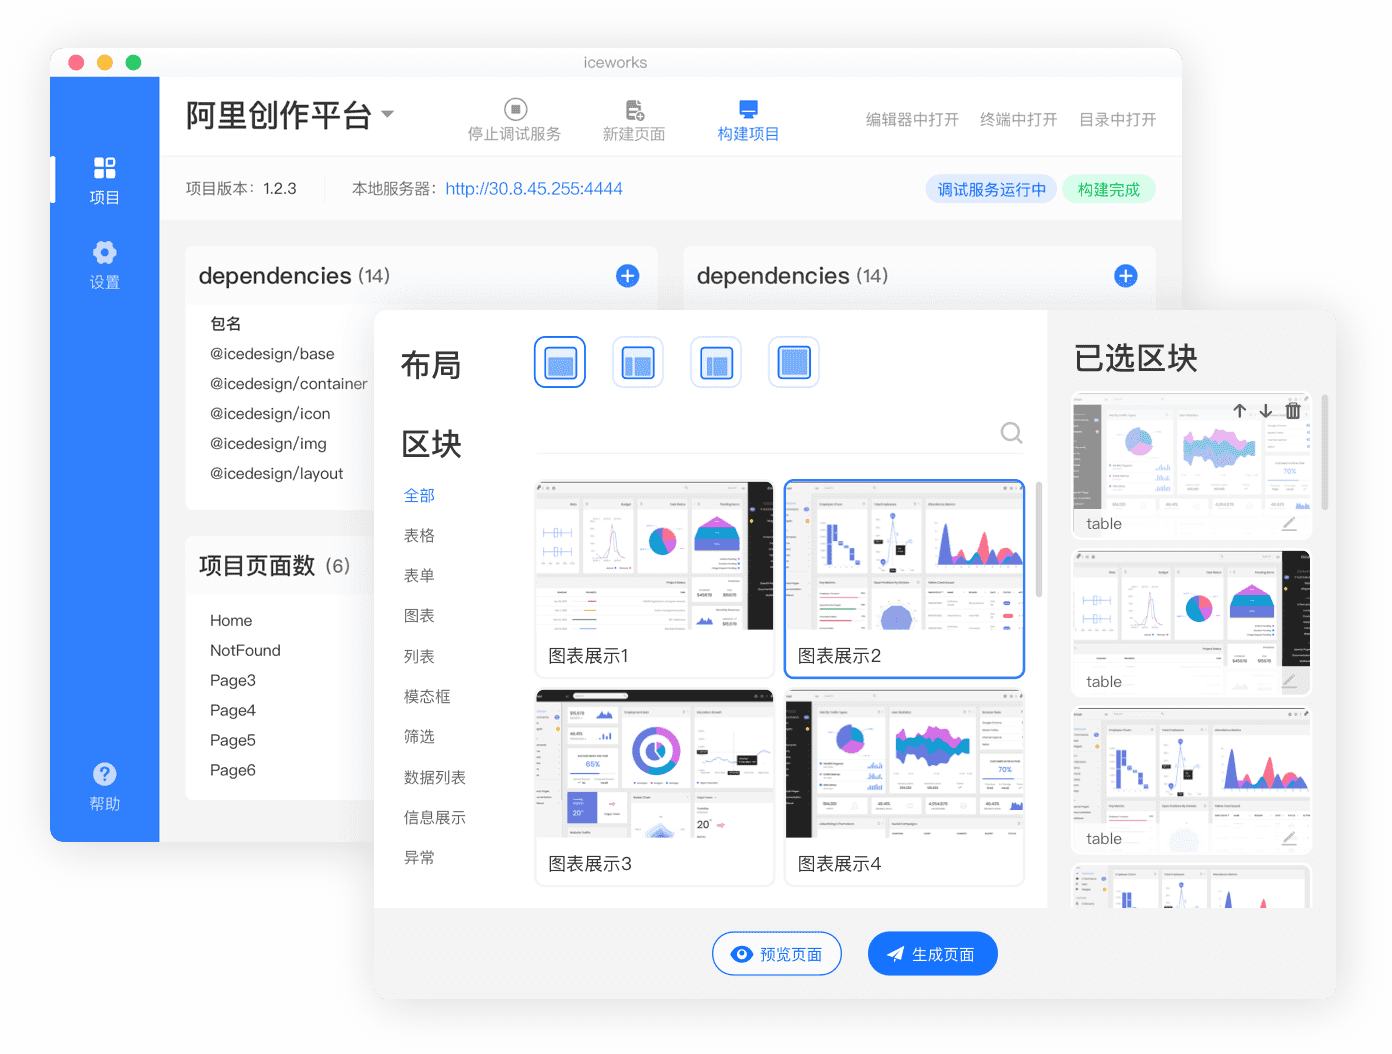 iceworks
阿里创作平台
停止调试服务
新建页面
构建项目
编辑器中打开 终端中打开 目录中打开
项目版本: 1.2.3
本地服务器: http://30.8.45.255:4444
调试服务运行中
构建完成
项目
设置
帮助
dependencies (14)
包名
@icedesign/base
@icedesign/container
@icedesign/icon
@icedesign/img
@icedesign/layout
dependencies (14)
项目页面数 (6)
Home
NotFound
Page3
Page4
Page5
Page6
布局
区块
全部
表格
表单
图表
列表
模态框
筛选
数据列表
信息展示
异常
图表展示1
图表展示2
65%
20°
20°
图表展示3
70%
图表展示4
已选区块
70%
table
table
table
预览页面
生成页面